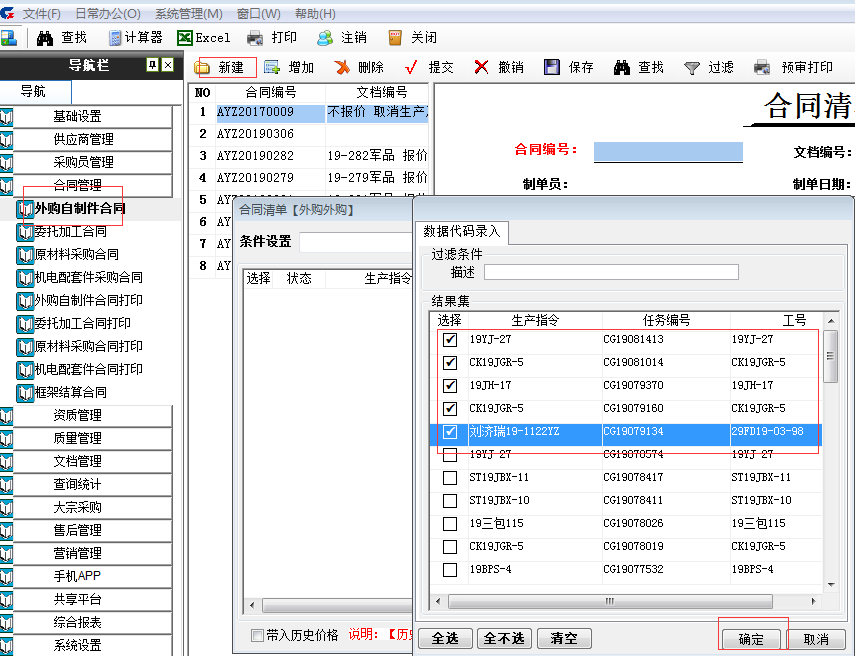 文件(F) 日常办公(O) 系统管理(M) 窗口(W) 帮助(H)
查找 计算器 Excel 打印 注销 关闭
导航栏
导航
基础设置
供应商管理
采购员管理
合同管理
外购自制件合同
委托加工合同
原材料采购合同
机电配套件采购合同
外购自制件合同打印
委托加工合同打印
原材料采购合同打印
机电配套件合同打印
框架结算合同
资质管理
质量管理
文档管理
查询统计
大宗采购
售后管理
营销管理
手机APP
共享平台
综合报表
系统设置
新建 增加 删除 提交 撤销 保存 查找 过滤 预审打印
NO 合同编号 文档编号
1 AYZ20170009 不报价 取消生产
2 AYZ20190306
3 AYZ20190282 19-282军品 报价
4 AYZ20190279 19-279军品 报价
5
6 AY
7 AY
8 AY
合同清
合同编号： 文档编号：
制单员： 制单日期：
合同清单【外购外购】
条件设置
选择 状态 生产指令
带入历史价格 说明：【历史
数据代码录入
过滤条件
描述
结果集
选择 生产指令 任务编号 工号
19YJ-27 CG19081413 19YJ-27
CK19JGR-5 CG19081014 CK19JGR-5
19JH-17 CG19079370 19JH-17
CK19JGR-5 CG19079160 CK19JGR-5
刘济瑞19-1122YZ CG19079134 29FD19-03-98
19YJ-27 CG19078574 19YJ-27
ST19JBX-11 CG19078417 ST19JBX-11
ST19JBX-10 CG19078411 ST19JBX-10
19三包115 CG19078026 19三包115
CK19JGR-5 CG19078019 CK19JGR-5
19BPS-4 CG19077532 19BPS-4
全选 全不选 清空 确定 取消